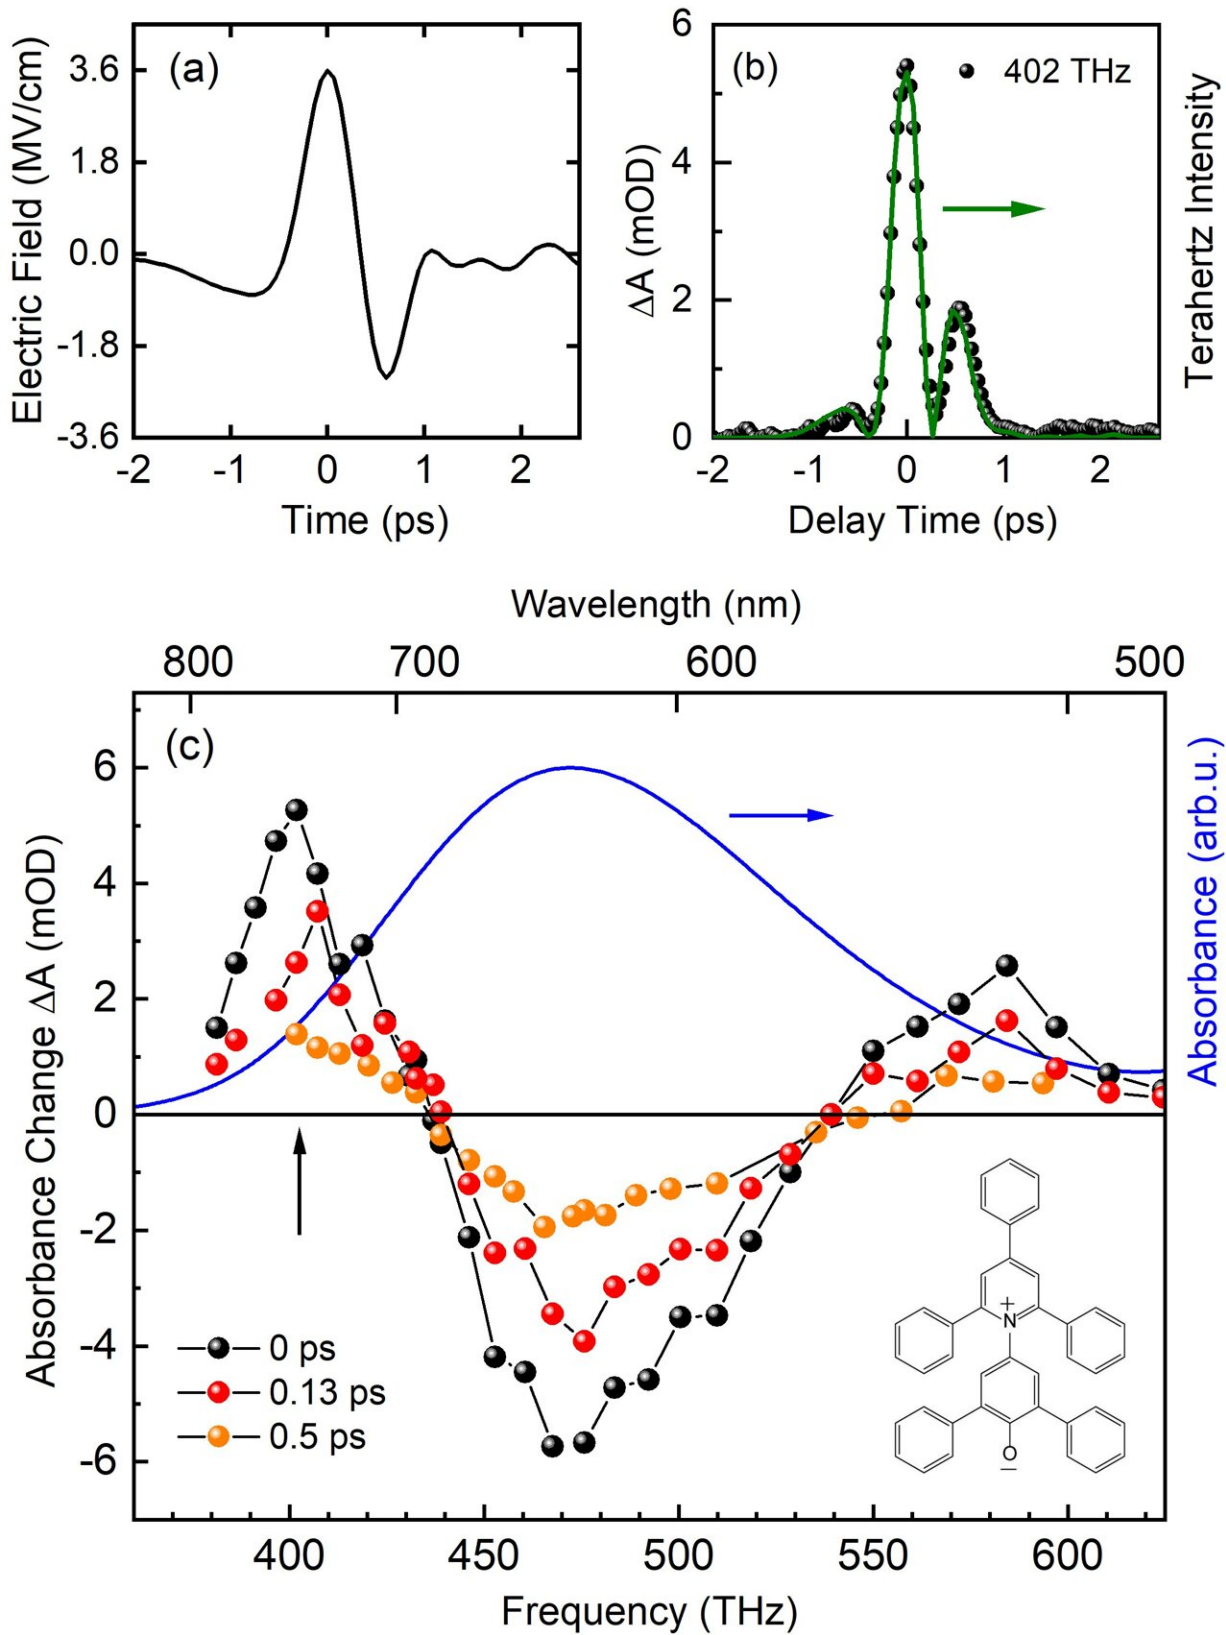 (a)
Electric Field (MV/cm)
3.6
1.8
0.0
-1.8
-3.6
-2 -1 0 1 2
Time (ps)
(b)
402 THz
ΔA (mOD)
6
4
2
0
-2 -1 0 1 2
Delay Time (ps)
Terahertz Intensity
Wavelength (nm)
800 700 600 500
(c)
Absorbance Change ΔA (mOD)
6
4
2
0
-2
-4
-6
Absorbance (arb.u.)
0 ps
0.13 ps
0.5 ps
+
N
O
−
400 450 500 550 600
Frequency (THz)